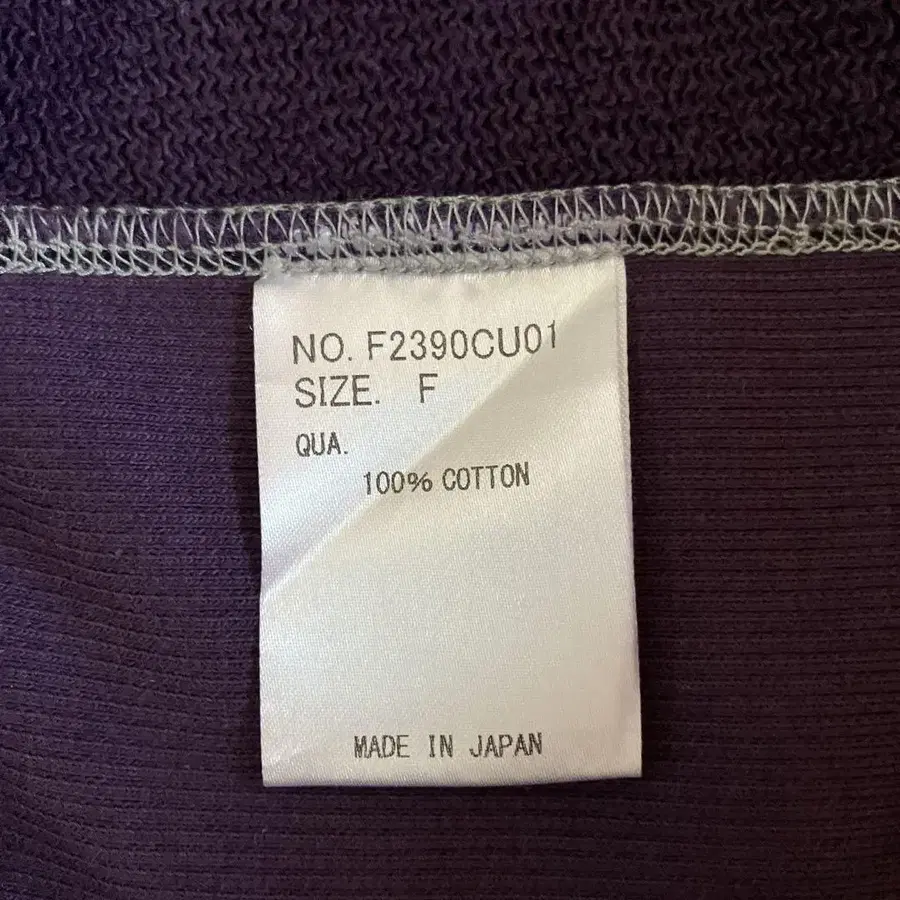 NO. F2390CU01
SIZE. F
QUA.
100% COTTON
MADE IN JAPAN